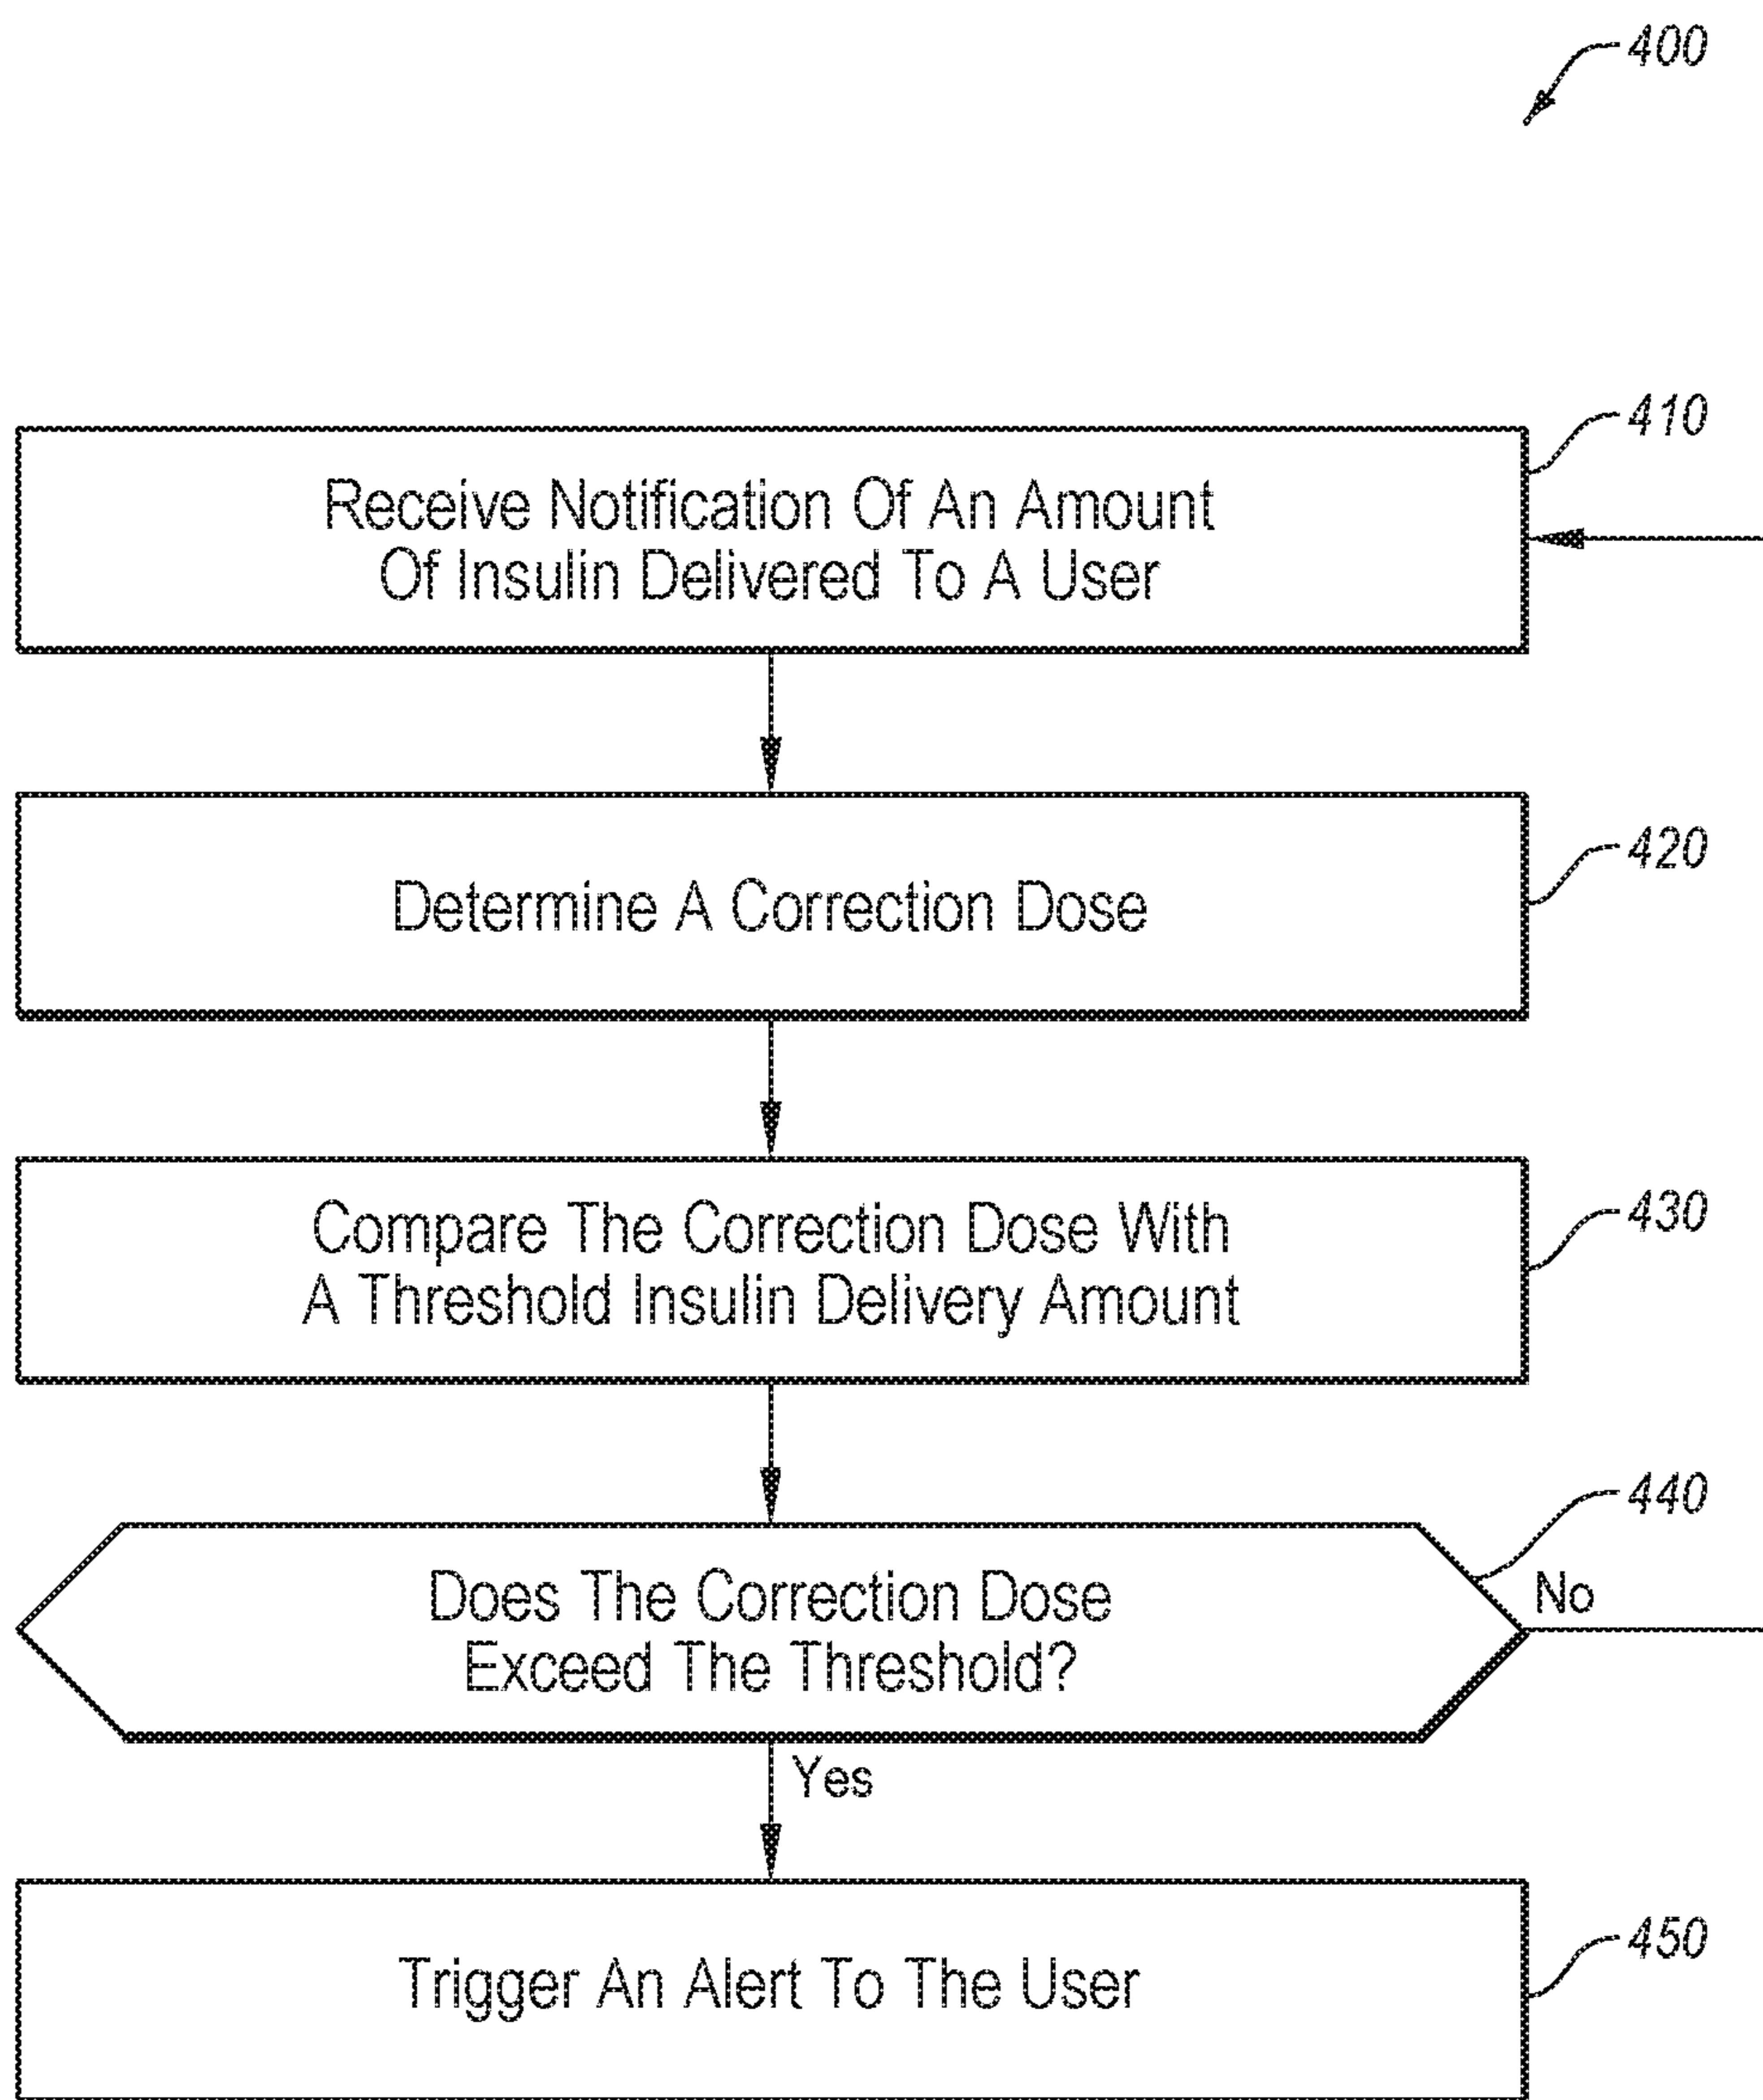 400
410
Receive Notification Of An Amount
Of Insulin Delivered To A User
420
Determine A Correction Dose
430
Compare The Correction Dose With
A Threshold Insulin Delivery Amount
440
Does The Correction Dose
Exceed The Threshold?
No
Yes
450
Trigger An Alert To The User